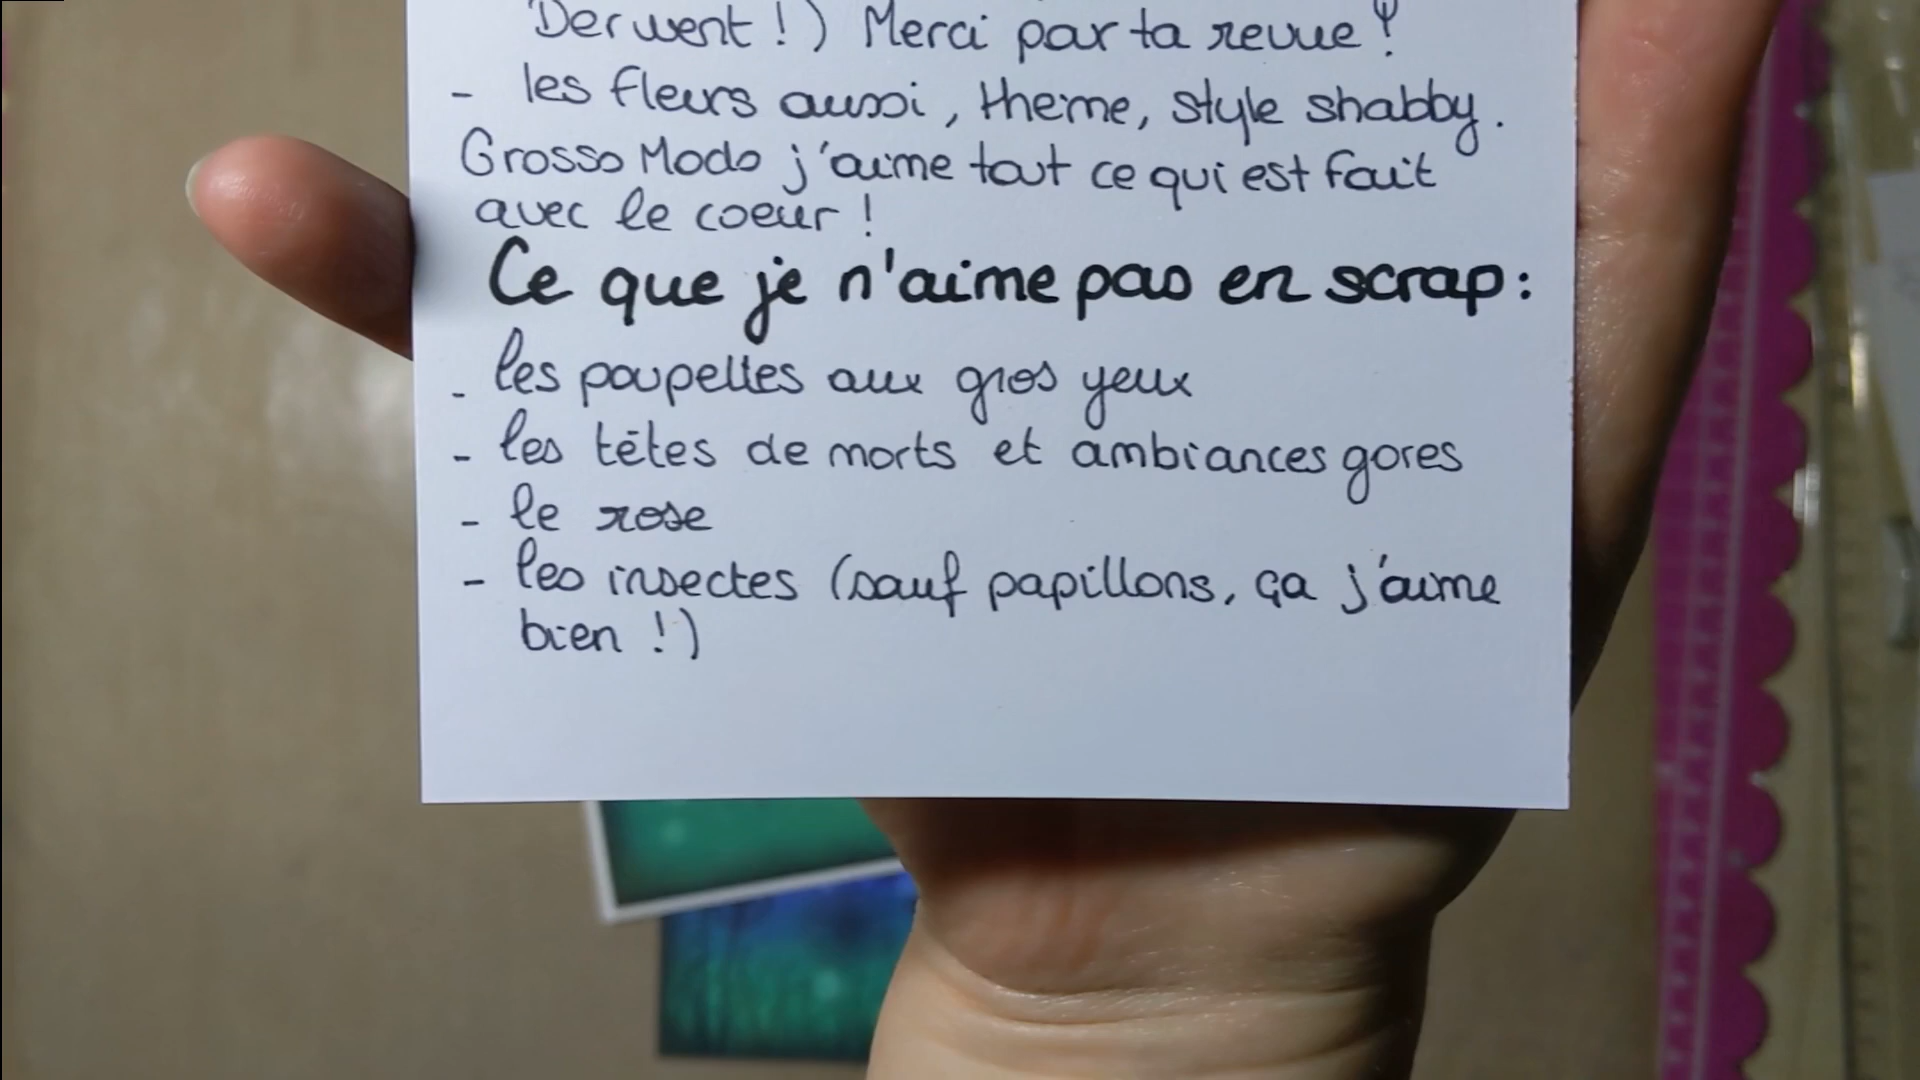 Derwent !) Merci par ta revue !
- les fleurs aussi, theme, style shabby.
Grosso Modo j'aime tout ce qui est fait
avec le coeur !
Ce que je n'aime pas en scrap :
- les poupettes aux gros yeux
- les têtes de morts et ambiances gores
- le rose
- les insectes (sauf papillons, ça j'aime
bien !)